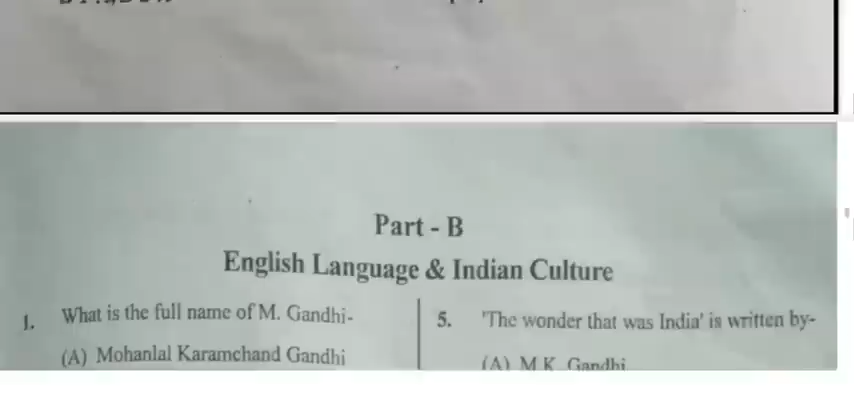 Part - B
English Language & Indian Culture
1. What is the full name of M. Gandhi-
(A) Mohanlal Karamchand Gandhi
5. 'The wonder that was India' is written by-
(A) M.K. Gandhi